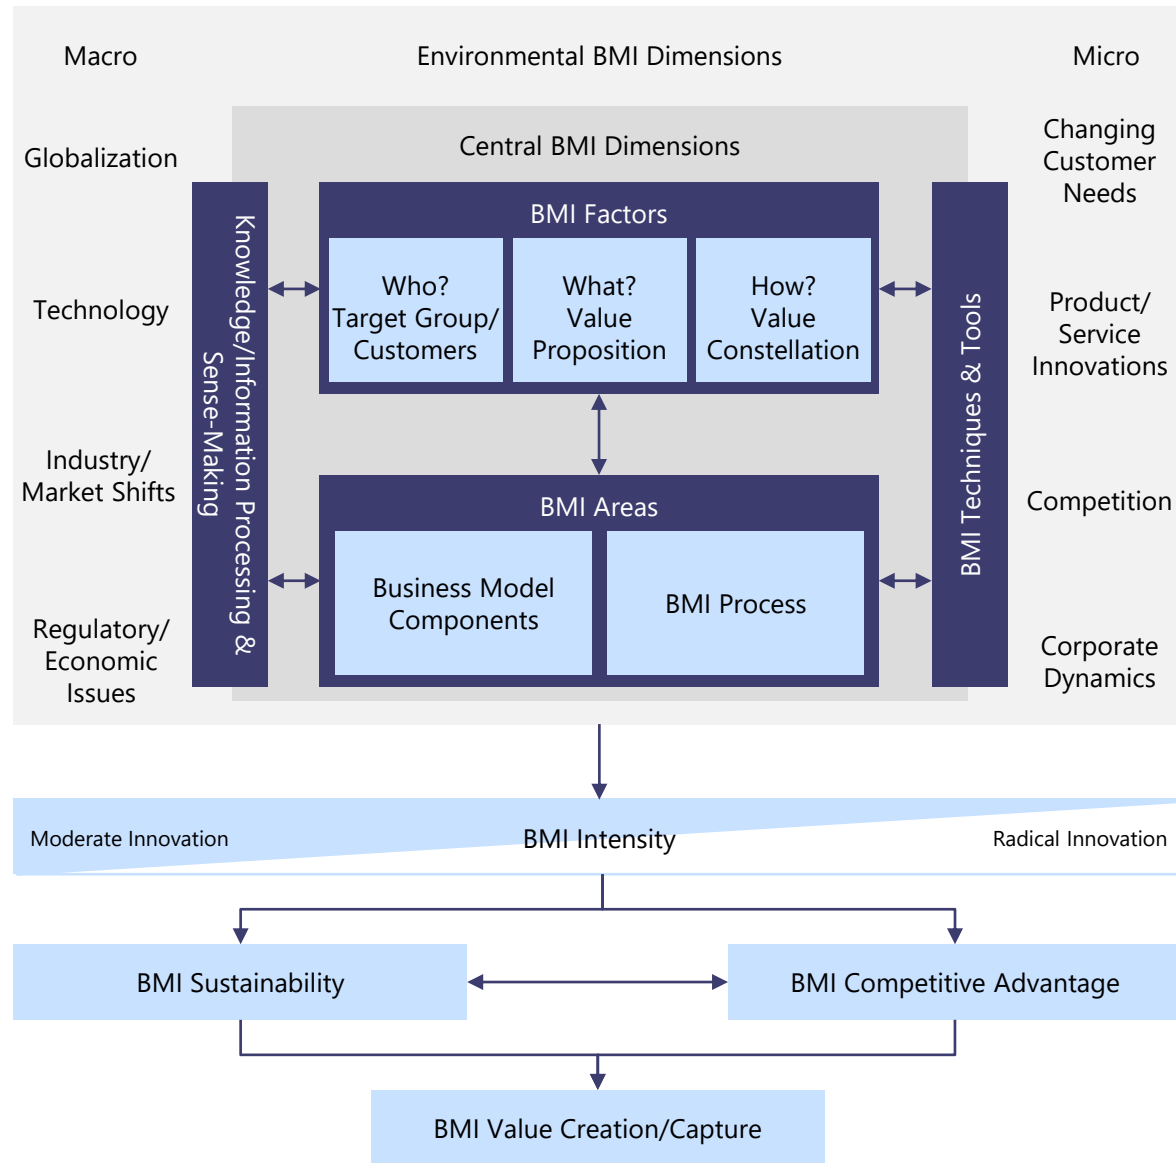 Macro
Environmental BMI Dimensions
Micro
Globalization
Technology
Industry/
Market Shifts
Regulatory/
Economic
Issues
Knowledge/Information Processing &
Sense-Making
Central BMI Dimensions
BMI Factors
Who?
Target Group/
Customers
What?
Value
Proposition
How?
Value
Constellation
BMI Areas
Business Model
Components
BMI Process
BMI Techniques & Tools
Changing
Customer
Needs
Product/
Service
Innovations
Competition
Corporate
Dynamics
Moderate Innovation
BMI Intensity
Radical Innovation
BMI Sustainability
BMI Competitive Advantage
BMI Value Creation/Capture